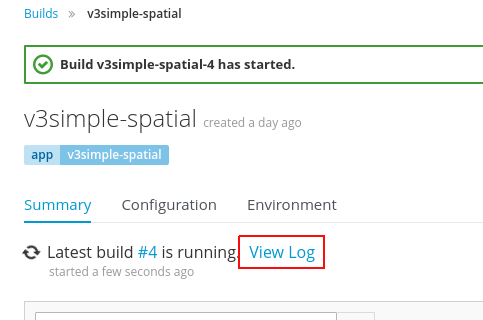 Builds » v3simple-spatial
Build v3simple-spatial-4 has started.
v3simple-spatial created a day ago
app v3simple-spatial
Summary Configuration Environment
Latest build #4 is running. View Log
started a few seconds ago